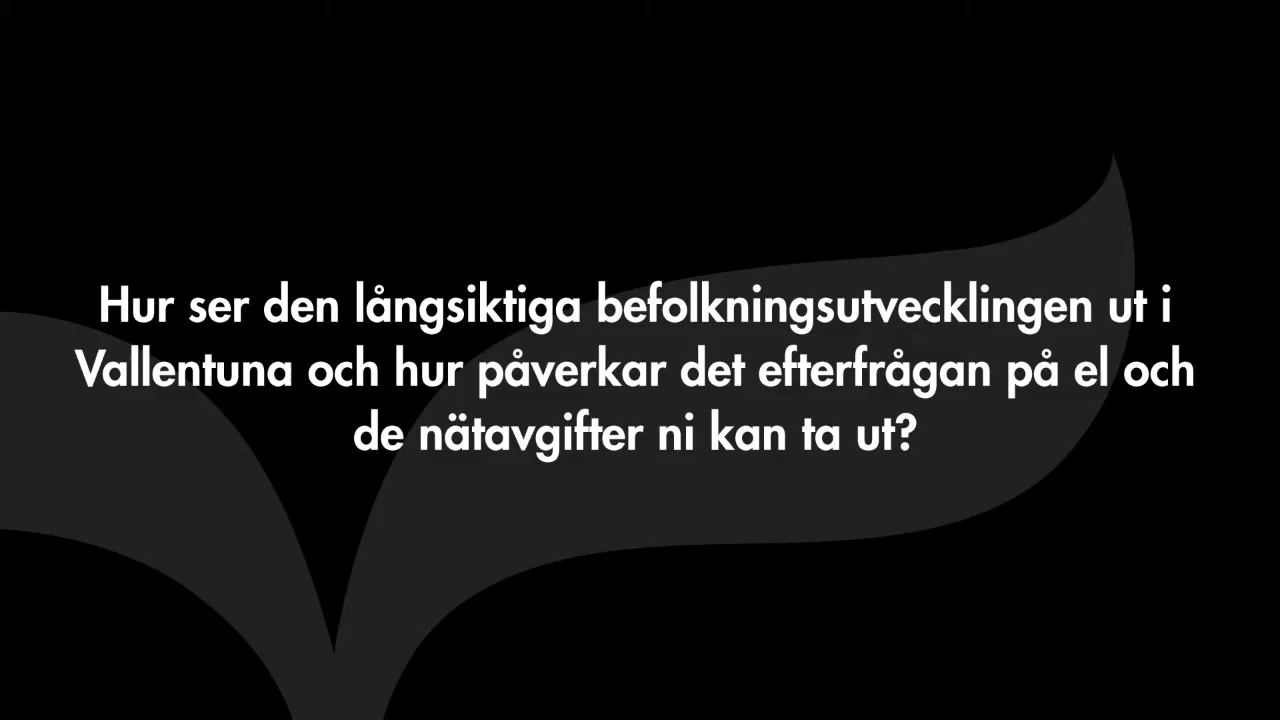 Hur ser den långsiktiga befolkningsutvecklingen ut i
Vallentuna och hur påverkar det efterfrågan på el och
de nätavgifter ni kan ta ut?